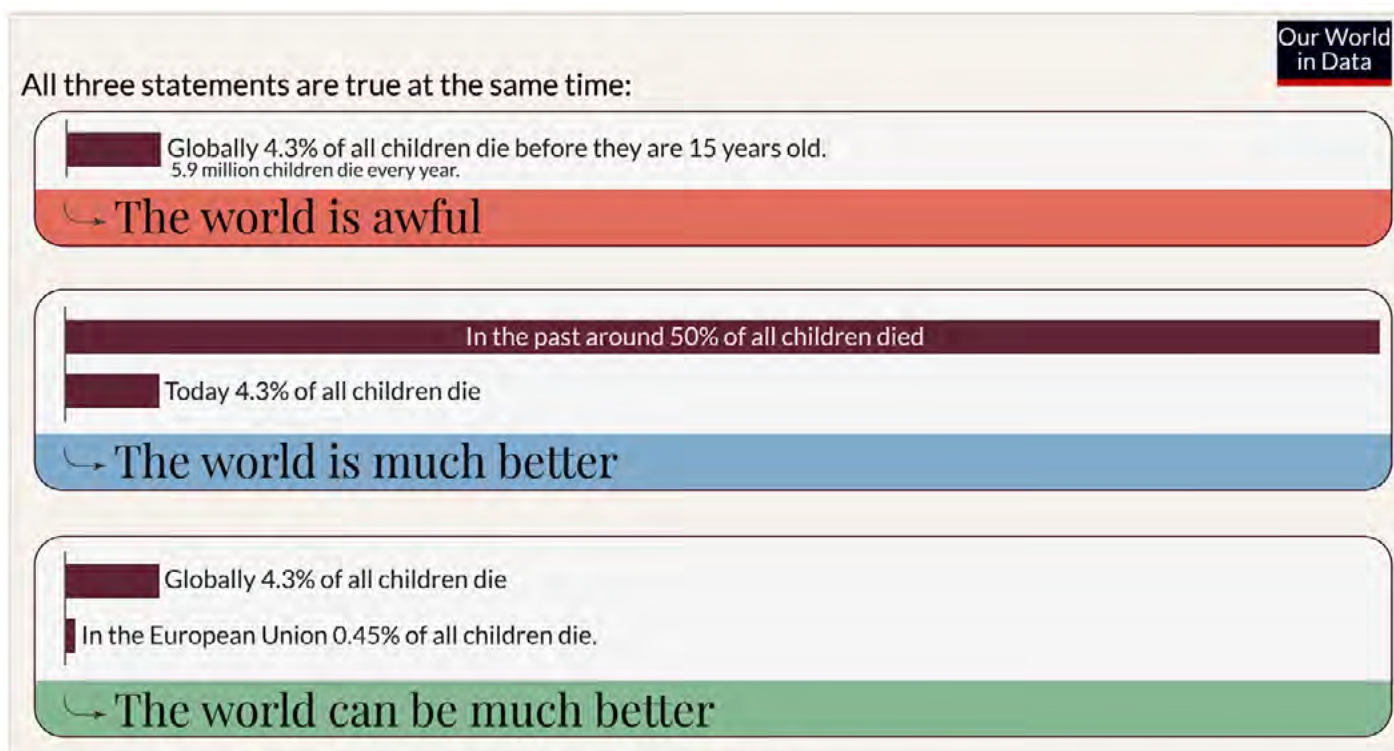 Our World
in Data
All three statements are true at the same time:
Globally 4.3% of all children die before they are 15 years old.
5.9 million children die every year.
The world is awful
In the past around 50% of all children died
Today 4.3% of all children die
The world is much better
Globally 4.3% of all children die
In the European Union 0.45% of all children die.
The world can be much better